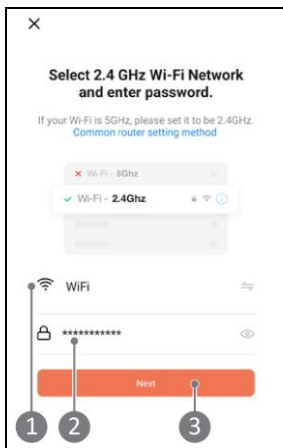 Select 2.4 GHz Wi-Fi Network
and enter password.
If your Wi-Fi is 5GHz, please set it to be 2.4GHz.
Common router setting method
Wi-Fi - 5Ghz
Wi-Fi - 2.4Ghz
WiFi
***********
Next
1 2 3